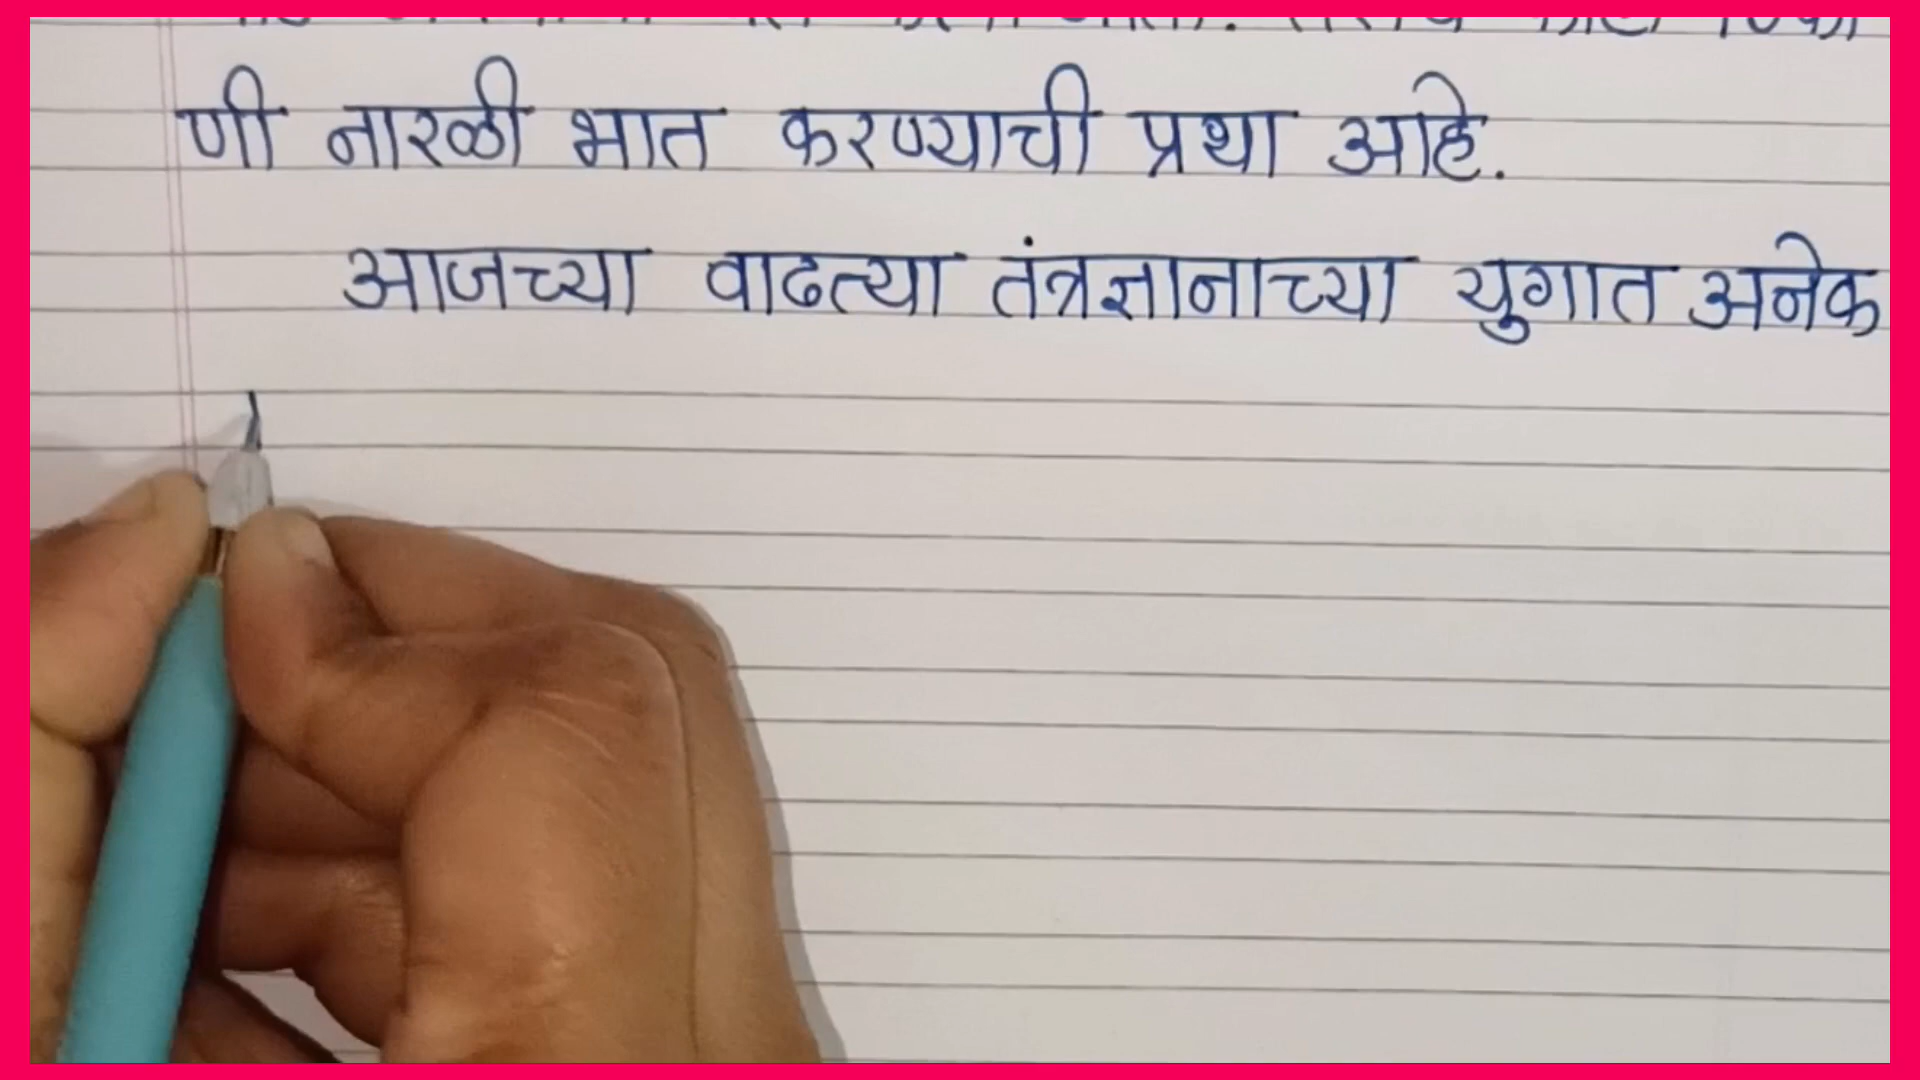 णी नारळी भात करण्याची प्रथा आहे.
आजच्या वाढत्या तंत्रज्ञानाच्या युगात अनेक